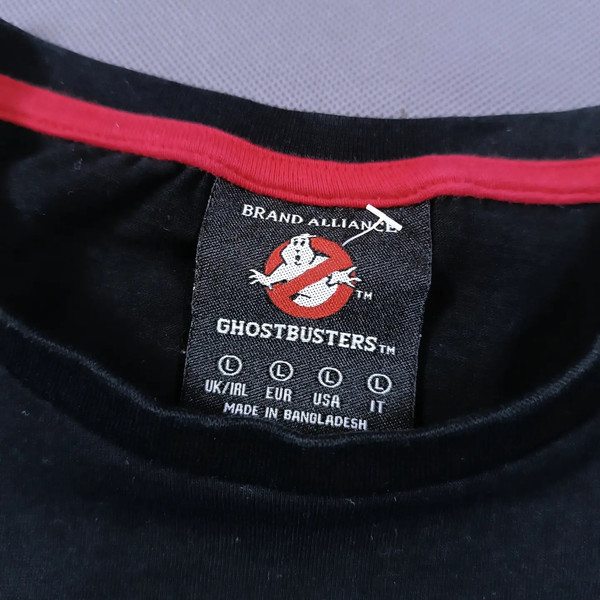 BRAND ALLIANCE
TM
GHOSTBUSTERS TM
L L L L
UK/IRL EUR USA IT
MADE IN BANGLADESH